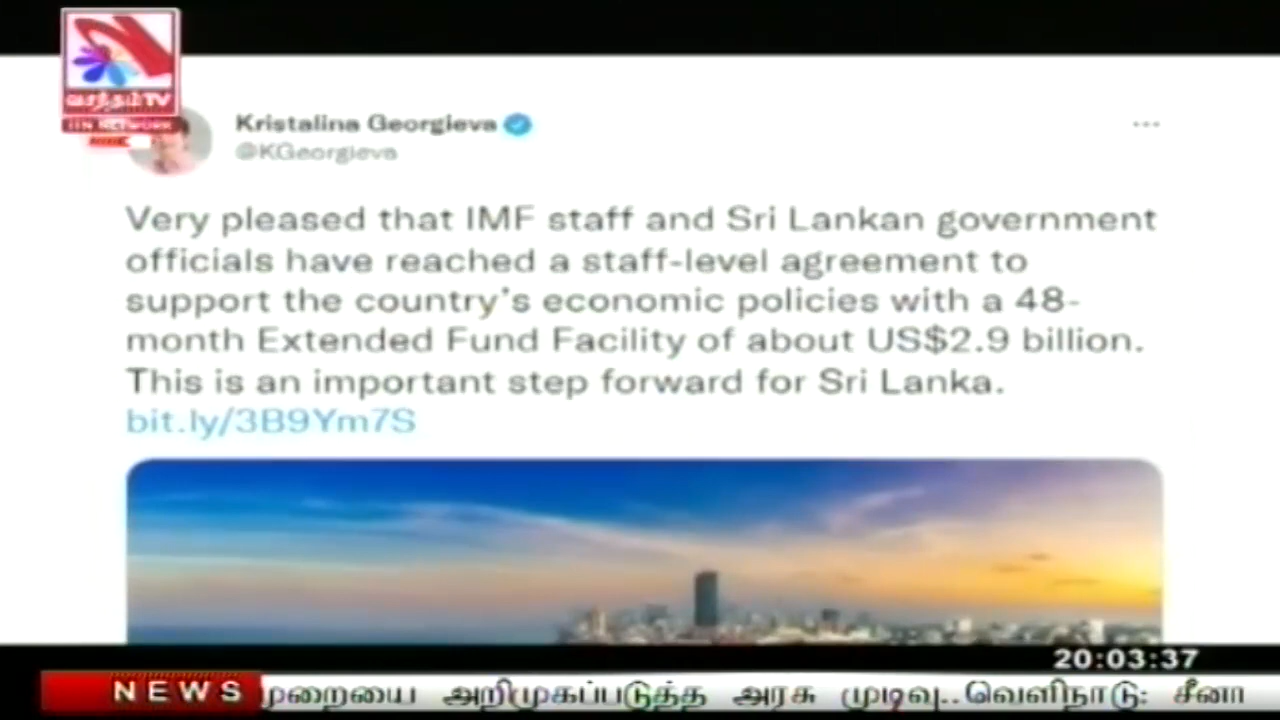 வசந்தம் TV
ITN NETWORK
Kristalina Georgieva
@KGeorgieva
Very pleased that IMF staff and Sri Lankan government
officials have reached a staff-level agreement to
support the country's economic policies with a 48-
month Extended Fund Facility of about US$2.9 billion.
This is an important step forward for Sri Lanka.
bit.ly/3B9Ym7S
20:03:37
NEWS முறையை அறிமுகப்படுத்த அரசு முடிவு..வெளிநாடு: சீனா